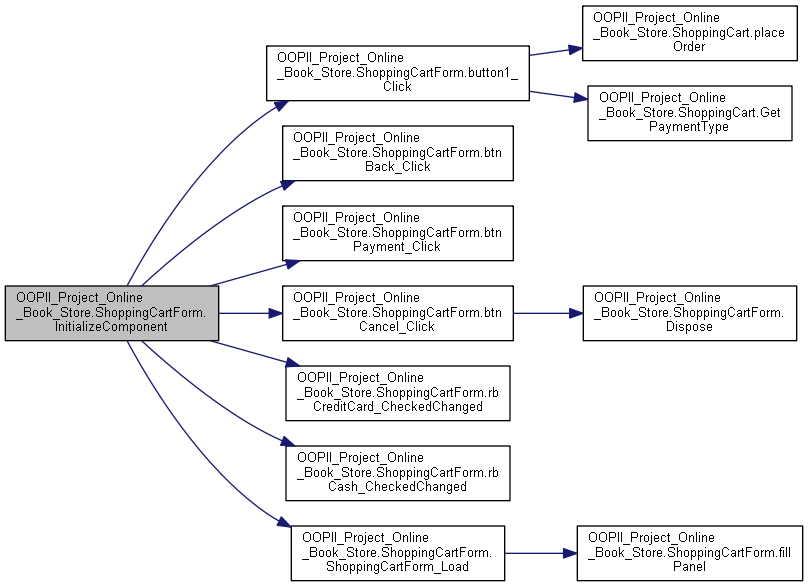 OOPII_Project_Online
_Book_Store.ShoppingCartForm.
InitializeComponent
OOPII_Project_Online
_Book_Store.ShoppingCartForm.button1_
Click
OOPII_Project_Online
_Book_Store.ShoppingCart.place
Order
OOPII_Project_Online
_Book_Store.ShoppingCart.Get
PaymentType
OOPII_Project_Online
_Book_Store.ShoppingCartForm.btn
Back_Click
OOPII_Project_Online
_Book_Store.ShoppingCartForm.btn
Payment_Click
OOPII_Project_Online
_Book_Store.ShoppingCartForm.btn
Cancel_Click
OOPII_Project_Online
_Book_Store.ShoppingCartForm.
Dispose
OOPII_Project_Online
_Book_Store.ShoppingCartForm.rb
CreditCard_CheckedChanged
OOPII_Project_Online
_Book_Store.ShoppingCartForm.rb
Cash_CheckedChanged
OOPII_Project_Online
_Book_Store.ShoppingCartForm.
ShoppingCartForm_Load
OOPII_Project_Online
_Book_Store.ShoppingCartForm.fill
Panel